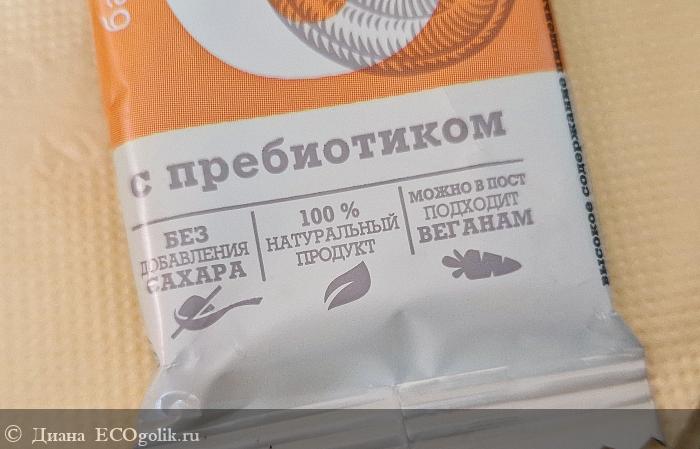 с пребиотиком
БЕЗ
ДОБАВЛЕНИЯ
САХАРА
100 %
НАТУРАЛЬНЫЙ
ПРОДУКТ
МОЖНО В ПОСТ
ПОДХОДИТ
ВЕГАНАМ
высокое содержание
© Диана ECOgolik.ru